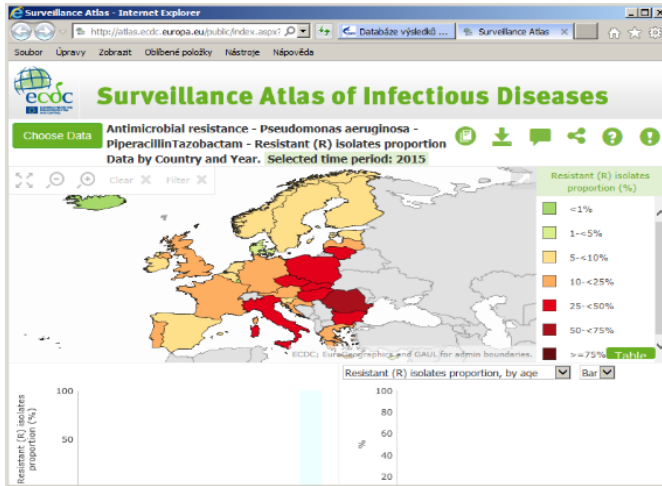 Surveillance Atlas - Internet Explorer
http://atlas.ecdc.europa.eu/public/index.aspx?
Databáze výsledků ...
Surveillance Atlas
Soubor Úpravy Zobrazit Oblíbené položky Nástroje Nápověda
ecdc
Surveillance Atlas of Infectious Diseases
Choose Data
Antimicrobial resistance - Pseudomonas aeruginosa -
PiperacillinTazobactam - Resistant (R) isolates proportion
Data by Country and Year. Selected time period: 2015
Clear Filter
Resistant (R) isolates
proportion (%)
<1%
1-<5%
5-<10%
10-<25%
25-<50%
50-<75%
>=75%
Table
ECDC; EuroGeographics and GAUL for admin boundaries.
Resistant (R) isolates proportion, by age
Bar
Resistant (R) isolates
proportion (%)
100
50
%
100
80
60
40
20